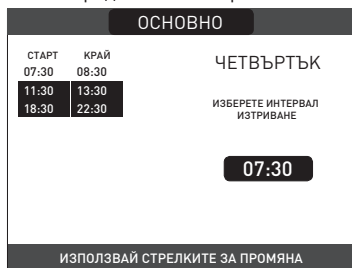 ОСНОВНО
СТАРТ КРАЙ
07:30 08:30
11:30 13:30
18:30 22:30
ЧЕТВЪРТЪК
ИЗБЕРЕТЕ ИНТЕРВАЛ
ИЗТРИВАНЕ
07:30
ИЗПОЛЗВАЙ СТРЕЛКИТЕ ЗА ПРОМЯНА